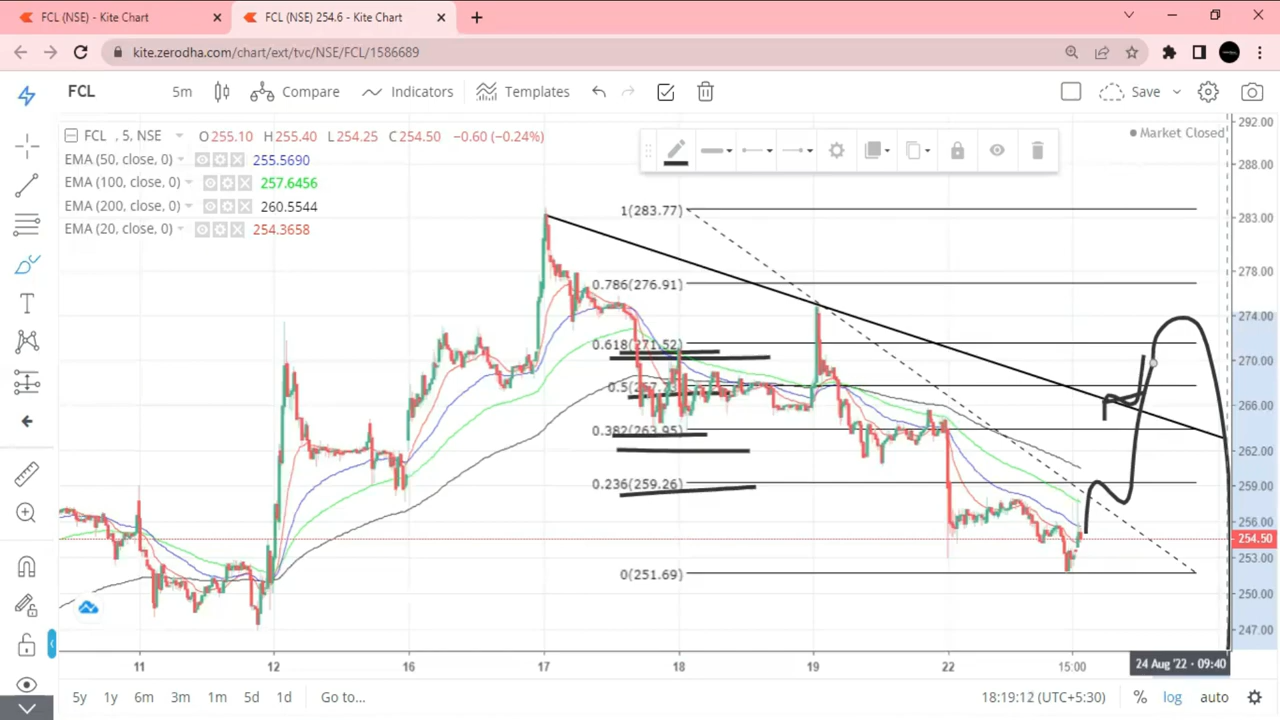 FCL (NSE) - Kite Chart
FCL (NSE) 254.6 - Kite Chart
kite.zerodha.com/chart/ext/tvc/NSE/FCL/1586689
FCL 5m Compare Indicators Templates Save
FCL , 5, NSE O255.10 H255.40 L254.25 C254.50 −0.60 (−0.24%)
Market Closed
EMA (50, close, 0) 255.5690
EMA (100, close, 0) 257.6456
EMA (200, close, 0) 260.5544
EMA (20, close, 0) 254.3658
1(283.77)
0.786(276.91)
0.618(271.52)
0.382(263.95)
0.236(259.26)
0(251.69)
292.00
288.00
283.00
278.00
274.00
270.00
266.00
262.00
259.00
256.00
254.50
253.00
250.00
247.00
11 12 16 17 18 19 22 15:00 24 Aug '22 · 09:40
5y 1y 6m 3m 1m 5d 1d Go to... 18:19:12 (UTC+5:30) % log auto